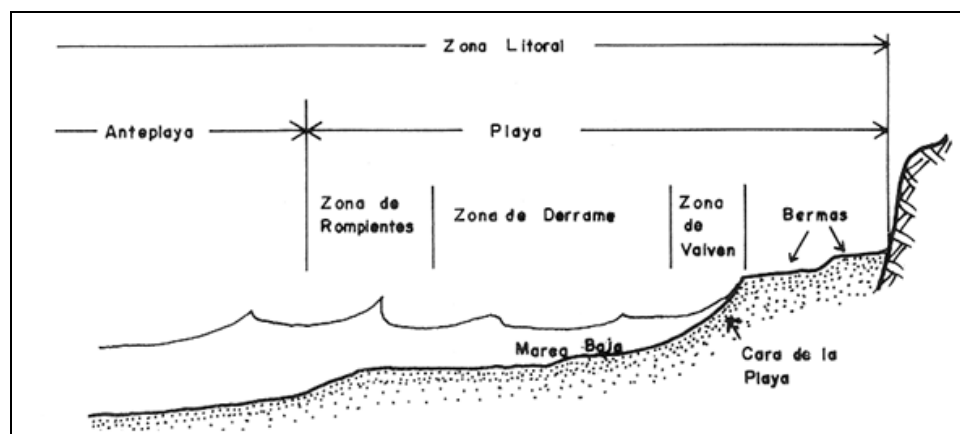 Zona Litoral
Anteplaya
Playa
Zona de
Rompientes
Zona de Derrame
Zona
de
Vaiven
Bermas
Marea Baja
Cara de la
Playa